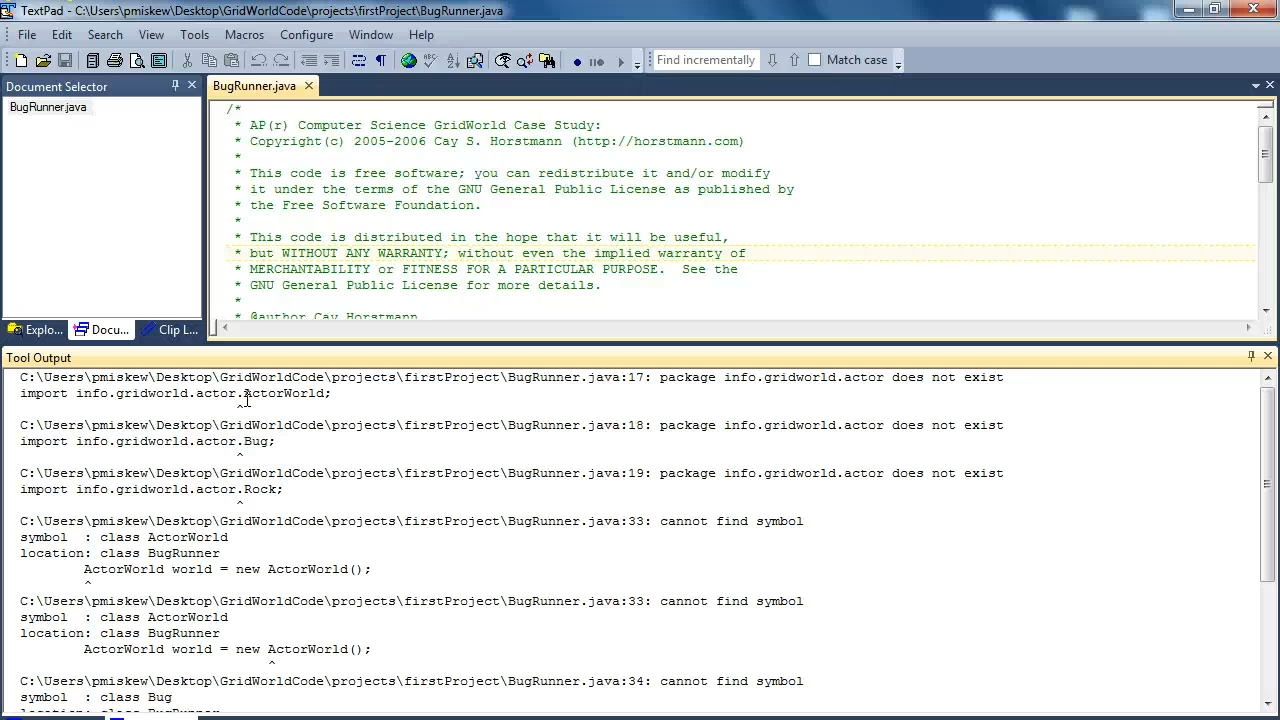 TextPad - C:\Users\pmiskew\Desktop\GridWorldCode\projects\firstProject\BugRunner.java
File Edit Search View Tools Macros Configure Window Help
Find incrementally Match case
Document Selector
BugRunner.java
Explo... Docu... Clip L...
BugRunner.java
/*
* AP(r) Computer Science GridWorld Case Study:
* Copyright(c) 2005-2006 Cay S. Horstmann (http://horstmann.com)
*
* This code is free software; you can redistribute it and/or modify
* it under the terms of the GNU General Public License as published by
* the Free Software Foundation.
*
* This code is distributed in the hope that it will be useful,
* but WITHOUT ANY WARRANTY; without even the implied warranty of
* MERCHANTABILITY or FITNESS FOR A PARTICULAR PURPOSE.  See the
* GNU General Public License for more details.
*
* @author Cay Horstmann
Tool Output
C:\Users\pmiskew\Desktop\GridWorldCode\projects\firstProject\BugRunner.java:17: package info.gridworld.actor does not exist
import info.gridworld.actor.ActorWorld;
^
C:\Users\pmiskew\Desktop\GridWorldCode\projects\firstProject\BugRunner.java:18: package info.gridworld.actor does not exist
import info.gridworld.actor.Bug;
^
C:\Users\pmiskew\Desktop\GridWorldCode\projects\firstProject\BugRunner.java:19: package info.gridworld.actor does not exist
import info.gridworld.actor.Rock;
^
C:\Users\pmiskew\Desktop\GridWorldCode\projects\firstProject\BugRunner.java:33: cannot find symbol
symbol  : class ActorWorld
location: class BugRunner
ActorWorld world = new ActorWorld();
^
C:\Users\pmiskew\Desktop\GridWorldCode\projects\firstProject\BugRunner.java:33: cannot find symbol
symbol  : class ActorWorld
location: class BugRunner
ActorWorld world = new ActorWorld();
^
C:\Users\pmiskew\Desktop\GridWorldCode\projects\firstProject\BugRunner.java:34: cannot find symbol
symbol  : class Bug
location: class BugRunner